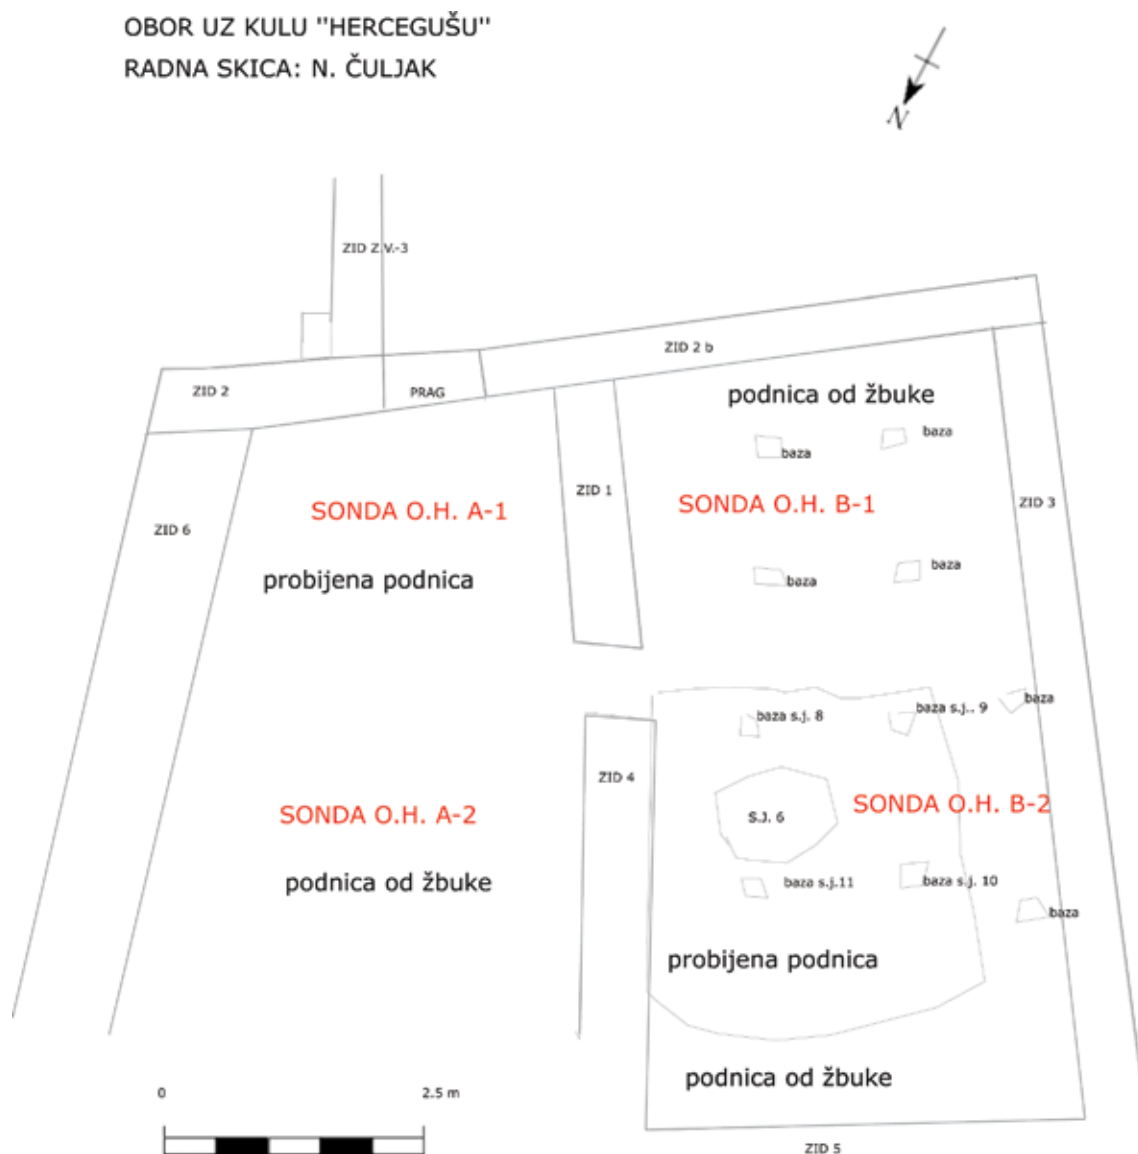 OBOR UZ KULU "HERCEGUŠU"
RADNA SKICA: N. ČULJAK
N
ZID Z.V.-3
ZID 2 b
ZID 2
PRAG
podnica od žbuke
baza
baza
ZID 1
SONDA O.H. A-1
SONDA O.H. B-1
ZID 3
ZID 6
baza
probijena podnica
baza
baza
baza s.j. 8
baza s.j.. 9
ZID 4
SONDA O.H. A-2
S.J. 6
SONDA O.H. B-2
podnica od žbuke
baza s.j.11
baza s.j. 10
baza
probijena podnica
podnica od žbuke
0
2.5 m
ZID 5